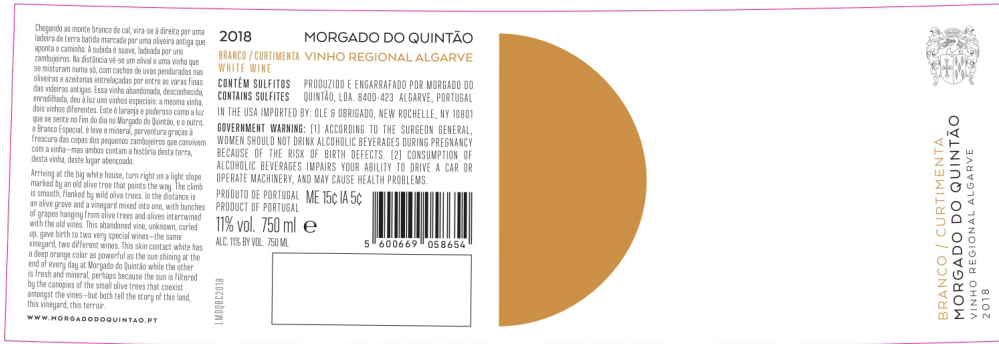 Chegando ao monte branco de cal, vira-se à direita por uma
ladeira de terra batida marcada por uma oliveira antiga que
aponta o caminho. A subida é suave, ladeada por uns
zambujeiros. Na distância vê-se um olival e uma vinha que
se misturam numa só, com cachos de uvas pendurados nas
oliveiras e azeitonas entrelaçadas por entre as varas finas
das videiras antigas. Essa vinha abandonada, desconhecida,
enrodilhada, deu à luz uns vinhos especiais: a mesma vinha,
dois vinhos diferentes. Este é laranja e poderoso como a luz
que se sente no fim do dia no Morgado do Quintão, e o outro,
o Branco Especial, é leve e mineral, porventura graças à
frescura das copas dos pequenos zambujeiros que convivem
com a vinha—mas ambos contam a história desta terra,
desta vinha, deste lugar abençoado.
Arriving at the big white house, turn right on a light slope
marked by an old olive tree that points the way. The climb
is smooth, flanked by wild olive trees. In the distance is
an olive grove and a vineyard mixed into one, with bunches
of grapes hanging from olive trees and olives intertwined
with the old vines. This abandoned vine, unknown, curled
up, gave birth to two very special wines—the same
vineyard, two different wines. This skin contact white has
a deep orange color as powerful as the sun shining at the
end of every day at Morgado do Quintão while the other
is fresh and mineral, perhaps because the sun is filtered
by the canopies of the small olive trees that coexist
amongst the vines—but both tell the story of this land,
this vineyard, this terroir.
WWW.MORGADODOQUINTAO.PT
2018
MORGADO DO QUINTÃO
BRANCO / CURTIMENTA
VINHO REGIONAL ALGARVE
WHITE WINE
CONTÉM SULFITOS
CONTAINS SULFITES
PRODUZIDO E ENGARRAFADO POR MORGADO DO
QUINTÃO, LDA. 8400-423 ALGARVE, PORTUGAL
IN THE USA IMPORTED BY: OLE & OBRIGADO, NEW ROCHELLE, NY 10801
GOVERNMENT WARNING: (1) ACCORDING TO THE SURGEON GENERAL,
WOMEN SHOULD NOT DRINK ALCOHOLIC BEVERAGES DURING PREGNANCY
BECAUSE OF THE RISK OF BIRTH DEFECTS. (2) CONSUMPTION OF
ALCOHOLIC BEVERAGES IMPAIRS YOUR ABILITY TO DRIVE A CAR OR
OPERATE MACHINERY, AND MAY CAUSE HEALTH PROBLEMS.
PRODUTO DE PORTUGAL
PRODUCT OF PORTUGAL
ME 15¢ IA 5¢
11% vol. 750 ml e
ALC. 11% BY VOL. 750 ML
5 600669 058654
LMDQBC2018
BRANCO / CURTIMENTA
MORGADO DO QUINTÃO
VINHO REGIONAL ALGARVE
2018